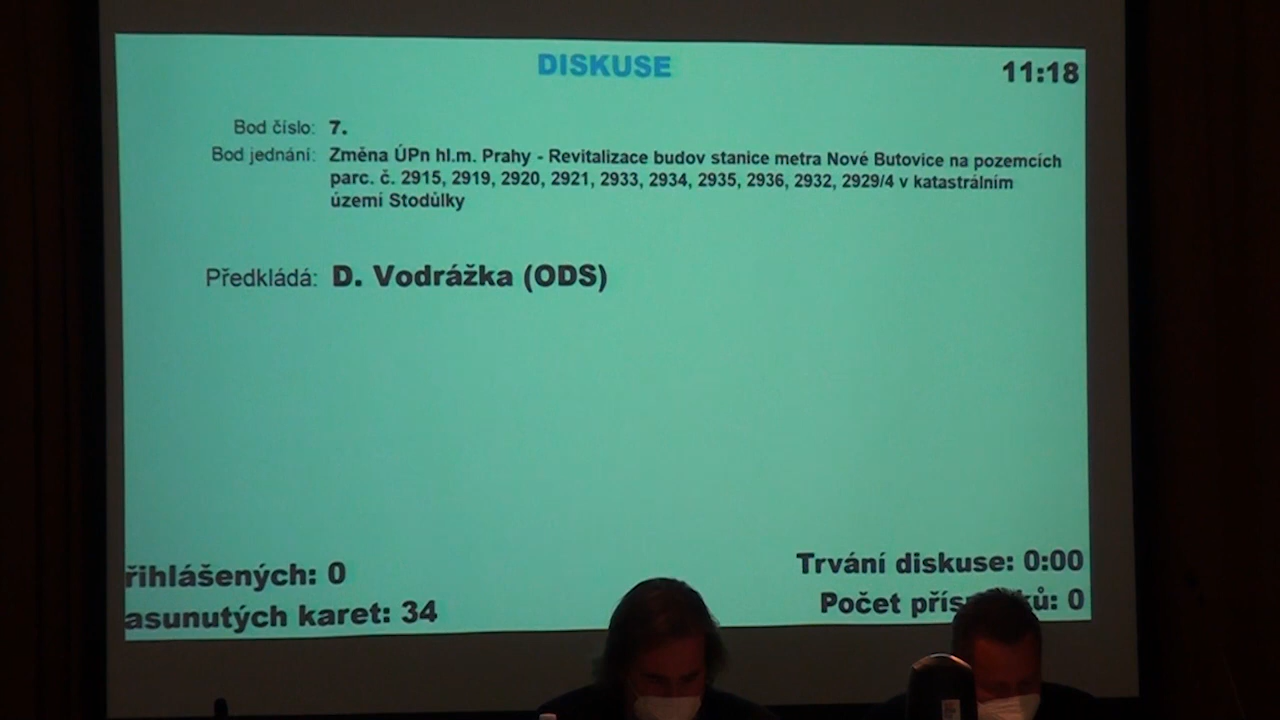 DISKUSE
11:18
Bod číslo: 7.
Bod jednání: Změna ÚPn hl.m. Prahy - Revitalizace budov stanice metra Nové Butovice na pozemcích
parc. č. 2915, 2919, 2920, 2921, 2933, 2934, 2935, 2936, 2932, 2929/4 v katastrálním
území Stodůlky
Předkládá: D. Vodrážka (ODS)
řihlášených: 0
Trvání diskuse: 0:00
asunutých karet: 34
Počet přís ků: 0